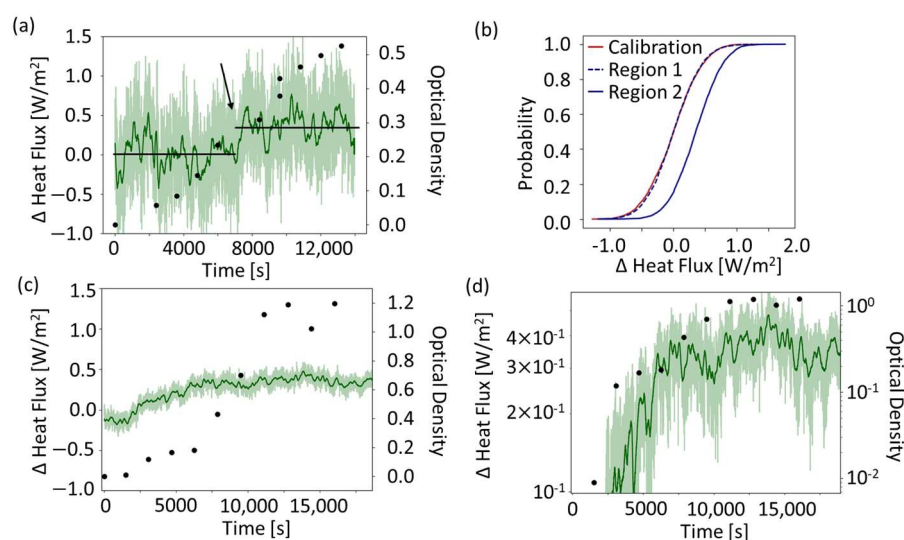 (a)
Δ Heat Flux [W/m²]
1.5
1.0
0.5
0.0
−0.5
−1.0
0.5
0.4
0.3
0.2
0.1
0.0
Optical Density
0 4000 8000 12,000
Time [s]
(b)
Probability
1.0
0.8
0.6
0.4
0.2
0.0
Calibration
Region 1
Region 2
-1.0 0.0 1.0 2.0
Δ Heat Flux [W/m²]
(c)
Δ Heat Flux [W/m²]
1.5
1.0
0.5
0.0
−0.5
−1.0
1.2
1.0
0.8
0.6
0.4
0.2
0.0
Optical Density
0 5000 10,000 15,000
Time [s]
(d)
Δ Heat Flux [W/m²]
4×10⁻¹
3×10⁻¹
2×10⁻¹
10⁻¹
10⁰
10⁻¹
10⁻²
Optical Density
0 5000 10,000 15,000
Time [s]